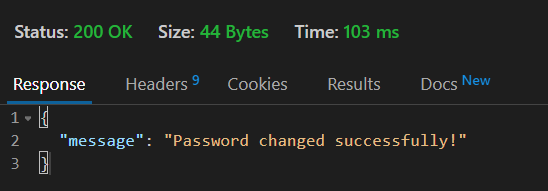 Status: 200 OK Size: 44 Bytes Time: 103 ms
Response Headers 9 Cookies Results Docs New
1 {
2 "message": "Password changed successfully!"
3 }